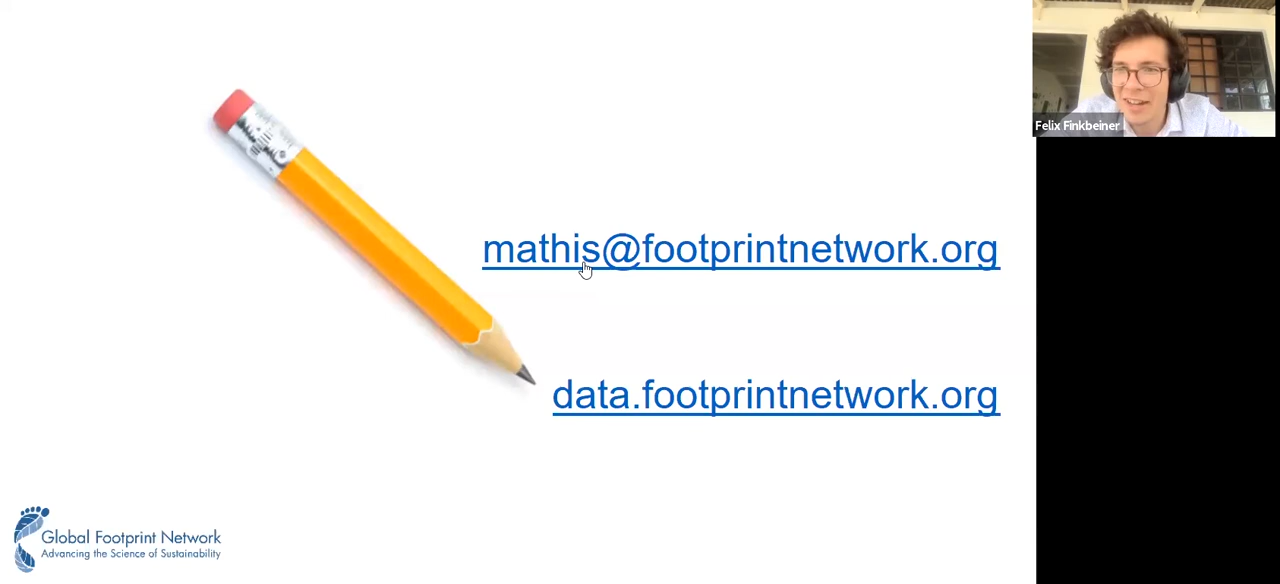 Felix Finkbeiner
mathis@footprintnetwork.org
data.footprintnetwork.org
Global Footprint Network
Advancing the Science of Sustainability